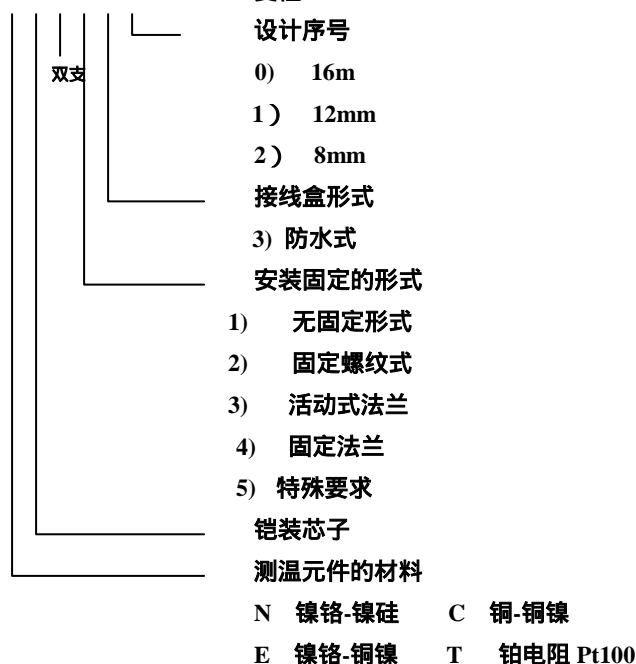 设计序号
双支
0) 16m
1） 12mm
2） 8mm
接线盒形式
3) 防水式
安装固定的形式
1) 无固定形式
2) 固定螺纹式
3) 活动式法兰
4) 固定法兰
5) 特殊要求
铠装芯子
测温元件的材料
N 镍铬-镍硅 C 铜-铜镍
E 镍铬-铜镍 T 铂电阻 Pt100